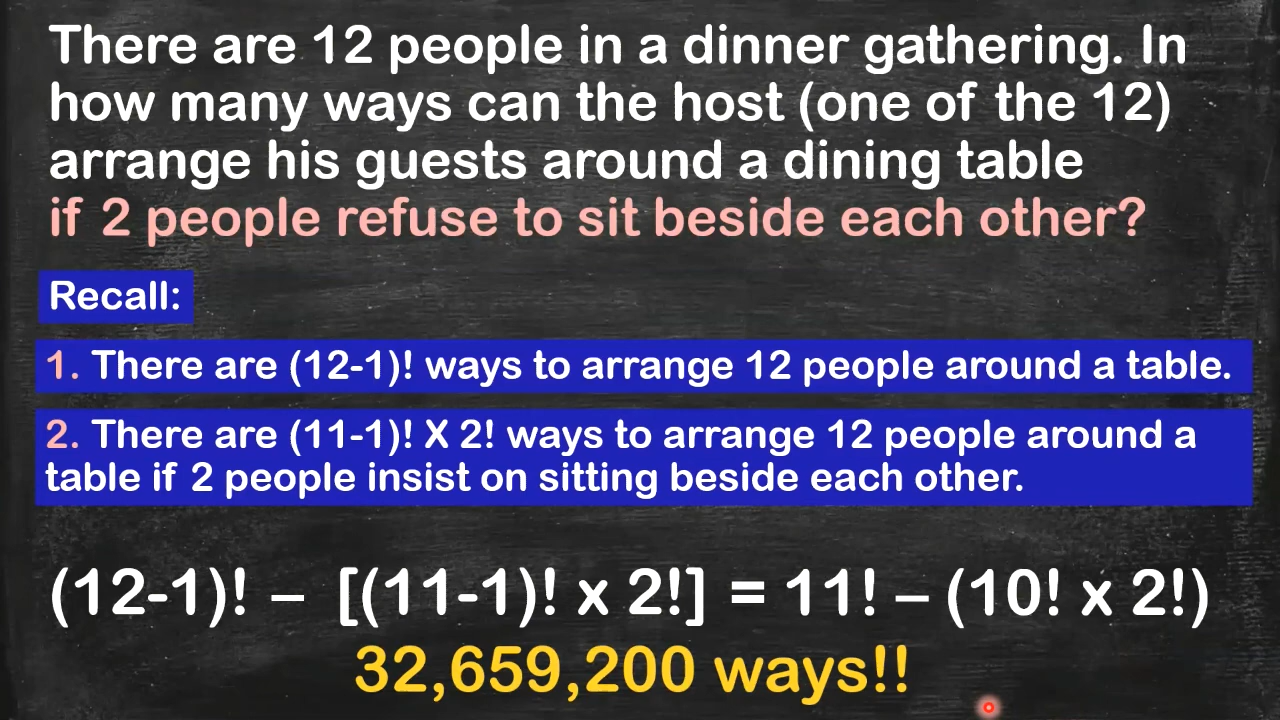 There are 12 people in a dinner gathering. In
how many ways can the host (one of the 12)
arrange his guests around a dining table
if 2 people refuse to sit beside each other?
Recall:
1. There are (12-1)! ways to arrange 12 people around a table.
2. There are (11-1)! X 2! ways to arrange 12 people around a
table if 2 people insist on sitting beside each other.
(12-1)! – [(11-1)! x 2!] = 11! – (10! x 2!)
32,659,200 ways!!